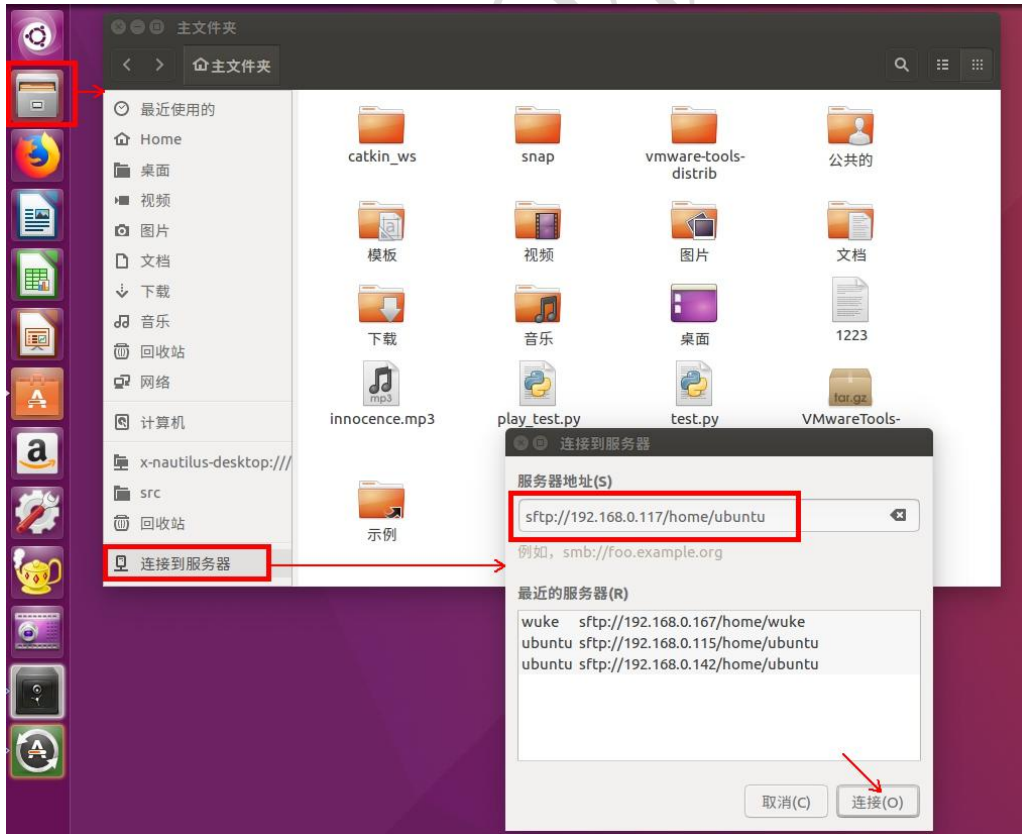 主文件夹
主文件夹
最近使用的
Home
桌面
视频
图片
文档
下载
音乐
回收站
网络
计算机
x-nautilus-desktop:///
src
回收站
连接到服务器
catkin_ws
snap
vmware-tools-
distrib
公共的
模板
视频
图片
文档
下载
音乐
桌面
1223
mp3
tar.gz
innocence.mp3
play_test.py
test.py
VMwareTools-
示例
连接到服务器
服务器地址(S)
sftp://192.168.0.117/home/ubuntu
例如，smb://foo.example.org
最近的服务器(R)
wuke sftp://192.168.0.167/home/wuke
ubuntu sftp://192.168.0.115/home/ubuntu
ubuntu sftp://192.168.0.142/home/ubuntu
取消(C)
连接(O)